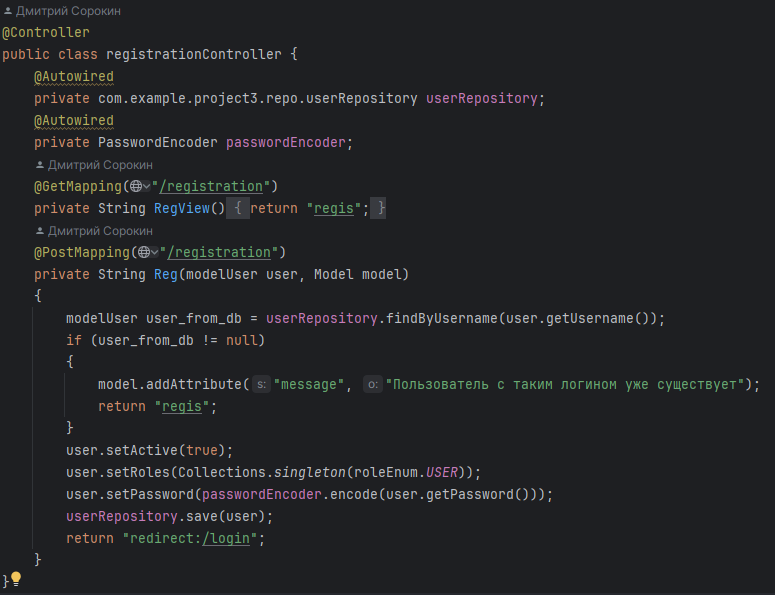 Дмитрий Сорокин
@Controller
public class registrationController {
@Autowired
private com.example.project3.repo.userRepository userRepository;
@Autowired
private PasswordEncoder passwordEncoder;
Дмитрий Сорокин
@GetMapping("/registration")
private String RegView() { return "regis"; }
Дмитрий Сорокин
@PostMapping("/registration")
private String Reg(modelUser user, Model model)
{
modelUser user_from_db = userRepository.findByUsername(user.getUsername());
if (user_from_db != null)
{
model.addAttribute( s: "message", o: "Пользователь с таким логином уже существует");
return "regis";
}
user.setActive(true);
user.setRoles(Collections.singleton(roleEnum.USER));
user.setPassword(passwordEncoder.encode(user.getPassword()));
userRepository.save(user);
return "redirect:/login";
}
}